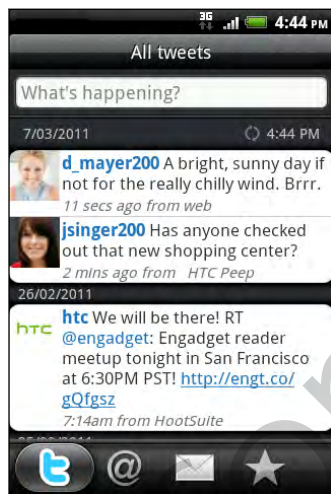 3G 4:44 PM
All tweets
What's happening?
7/03/2011 4:44 PM
d_mayer200 A bright, sunny day if
not for the really chilly wind. Brrr.
11 secs ago from web
jsinger200 Has anyone checked
out that new shopping center?
2 mins ago from HTC Peep
26/02/2011
hTC htc We will be there! RT
@engadget: Engadget reader
meetup tonight in San Francisco
at 6:30PM PST! http://engt.co/
gQfgsz
7:14am from HootSuite
@